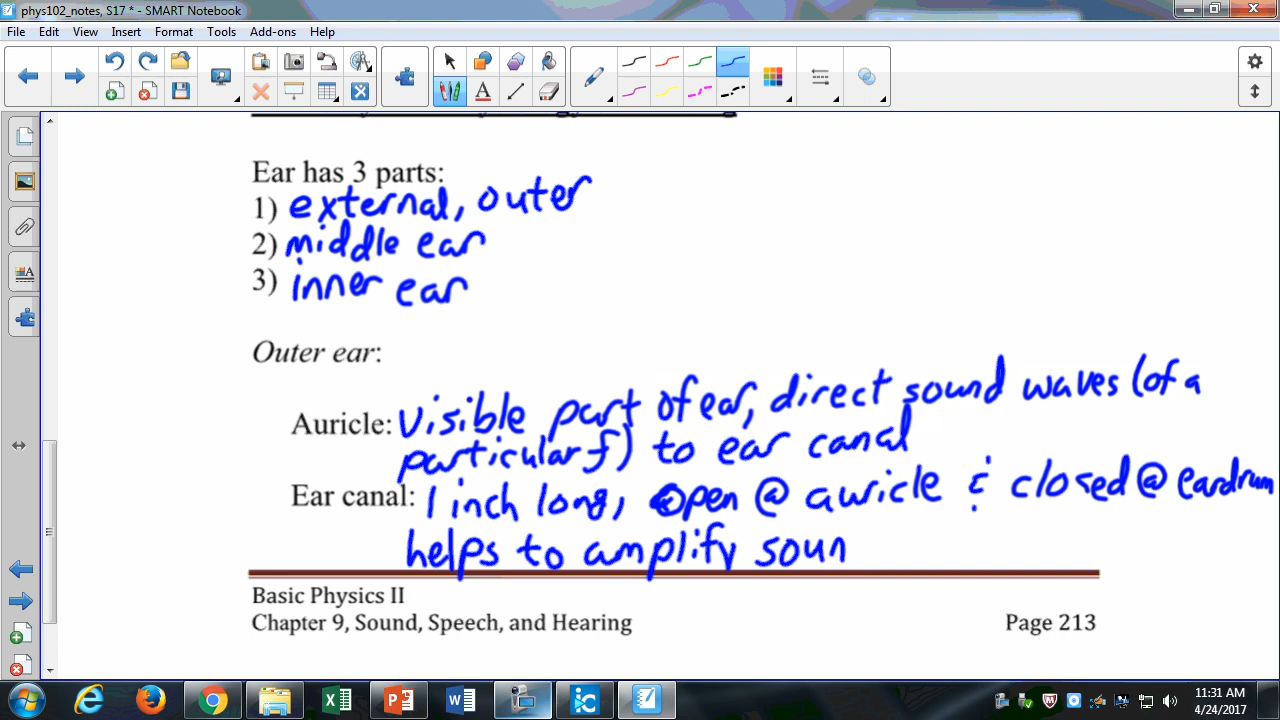 phys102_notes, S17 * - SMART Notebook
File Edit View Insert Format Tools Add-ons Help
Ear has 3 parts:
1) external, outer
2) middle ear
3) inner ear
Outer ear:
Auricle: visible part of ear, direct sound waves (of a
particular f) to ear canal
Ear canal: 1 inch long, open @ auricle & closed @ eardrum
helps to amplify soun
Basic Physics II
Chapter 9, Sound, Speech, and Hearing Page 213
11:31 AM
4/24/2017